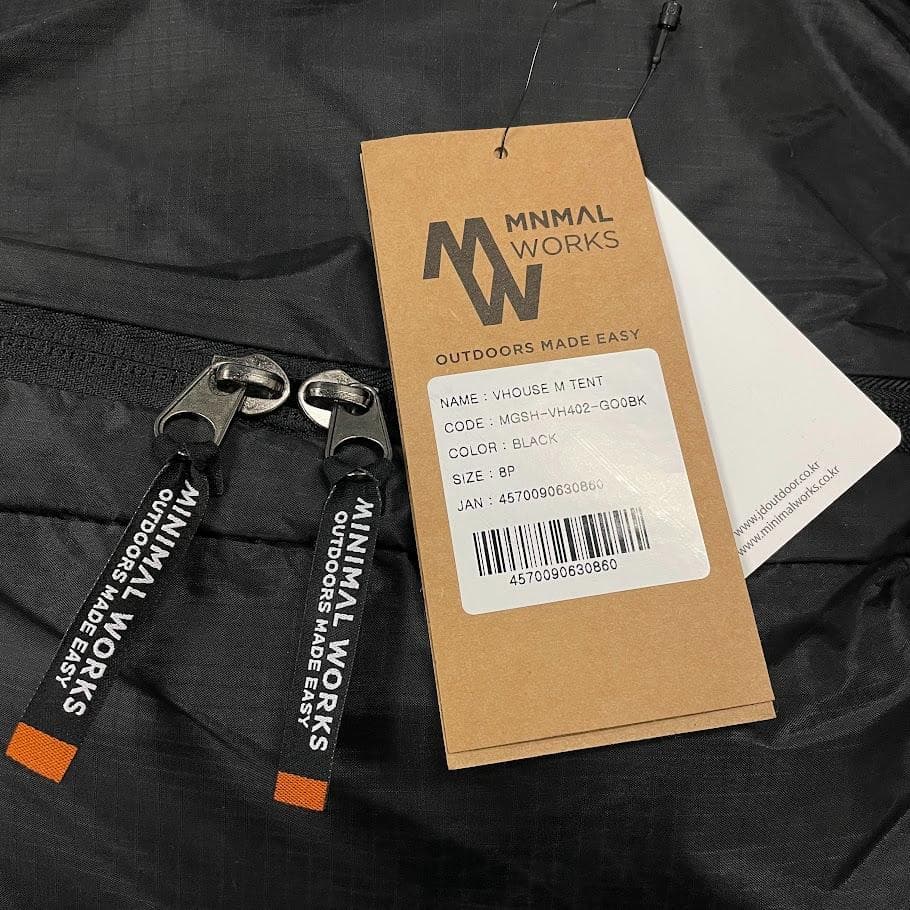 MNMAL
WORKS
OUTDOORS MADE EASY
NAME : VHOUSE M TENT
CODE : MGSH-VH402-GO0BK
COLOR : BLACK
SIZE : 8P
JAN : 4570090630860
4570090630860
www.jdoutdoor.co.kr
www.minimalworks.co.kr
MINIMAL WORKS
OUTDOORS MADE EASY
MINIMAL WORKS
OUTDOORS MADE EASY